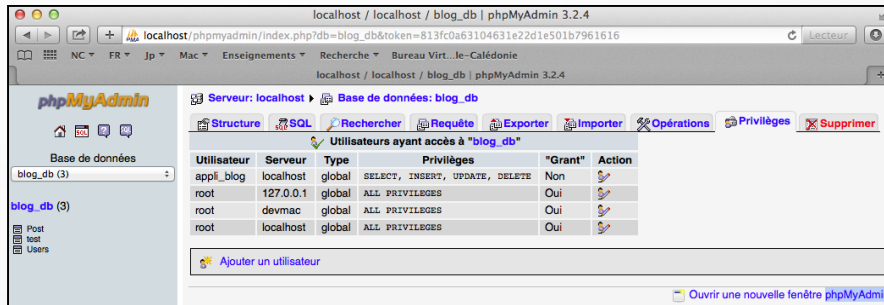 localhost / localhost / blog_db | phpMyAdmin 3.2.4
localhost/phpmyadmin/index.php?db=blog_db&token=813fc0a63104631e22d1e501b7961616
Lecteur
NC FR Jp Mac Enseignements Recherche Bureau Virt...le-Calédonie
localhost / localhost / blog_db | phpMyAdmin 3.2.4
phpMyAdmin
Serveur: localhost Base de données: blog_db
Structure SQL Rechercher Requête Exporter Importer Opérations Privilèges Supprimer
Base de données
blog_db (3)
blog_db (3)
Post
test
Users
Utilisateurs ayant accès à "blog_db"
Utilisateur Serveur Type Privilèges "Grant" Action
appli_blog localhost global SELECT, INSERT, UPDATE, DELETE Non
root 127.0.0.1 global ALL PRIVILEGES Oui
root devmac global ALL PRIVILEGES Oui
root localhost global ALL PRIVILEGES Oui
Ajouter un utilisateur
Ouvrir une nouvelle fenêtre phpMyAdmi